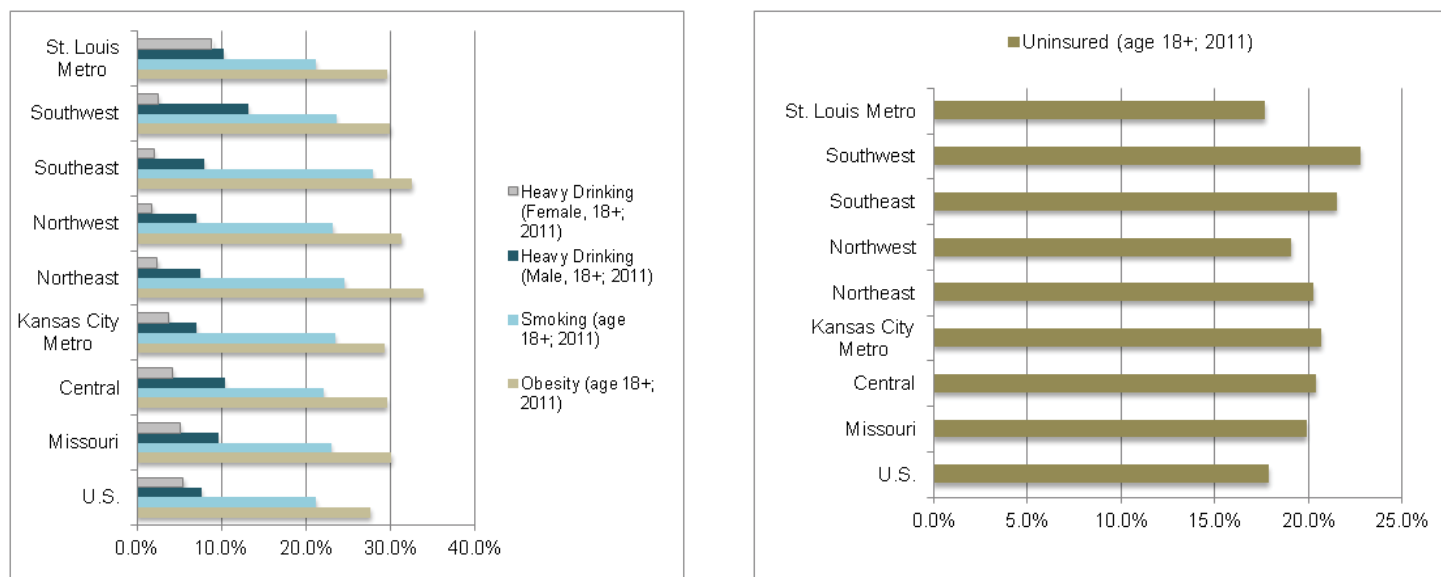 St. Louis
Metro
Southwest
Southeast
Northwest
Northeast
Kansas City
Metro
Central
Missouri
U.S.
0.0%
10.0%
20.0%
30.0%
40.0%
Heavy Drinking
(Female, 18+;
2011)
Heavy Drinking
(Male, 18+; 2011)
Smoking (age
18+; 2011)
Obesity (age 18+;
2011)
Uninsured (age 18+; 2011)
St. Louis Metro
Southwest
Southeast
Northwest
Northeast
Kansas City
Metro
Central
Missouri
U.S.
0.0%
5.0%
10.0%
15.0%
20.0%
25.0%